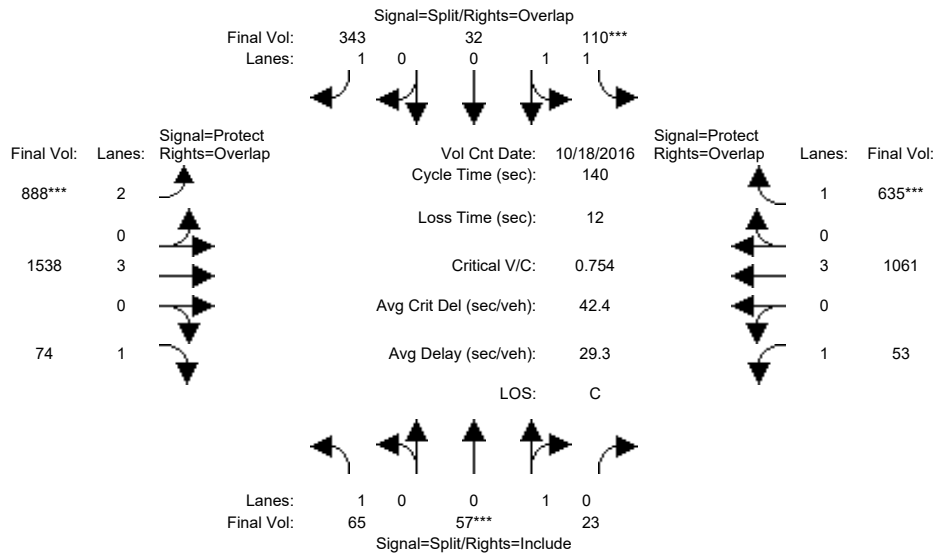 Signal=Split/Rights=Overlap
Final Vol: 343 32 110***
Lanes: 1 0 0 1 1
Signal=Protect Signal=Protect
Final Vol: Lanes: Rights=Overlap Vol Cnt Date: 10/18/2016 Rights=Overlap Lanes: Final Vol:
Cycle Time (sec): 140
888*** 2 1 635***
Loss Time (sec): 12
0 0
1538 3 Critical V/C: 0.754 3 1061
0 Avg Crit Del (sec/veh): 42.4 0
74 1 Avg Delay (sec/veh): 29.3 1 53
LOS: C
Lanes: 1 0 0 1 0
Final Vol: 65 57*** 23
Signal=Split/Rights=Include